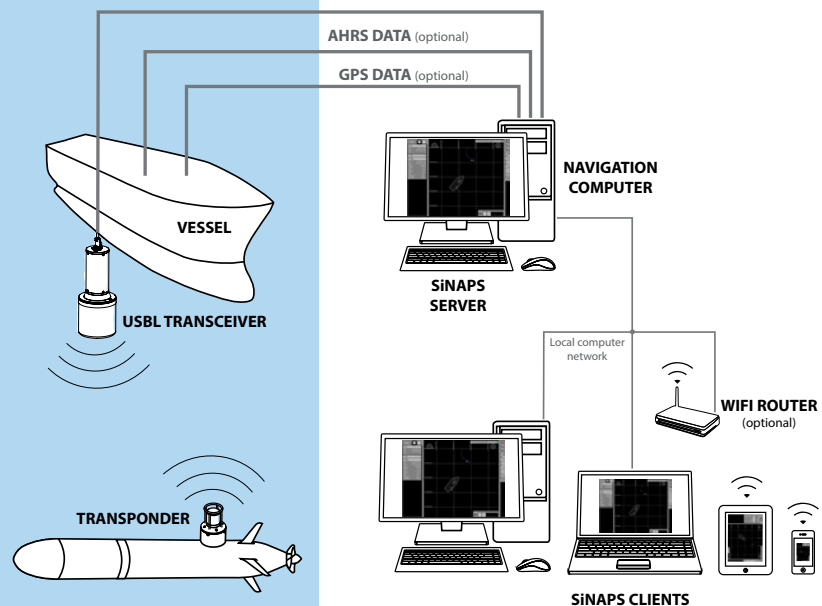 AHRS DATA (optional)
GPS DATA (optional)
NAVIGATION
COMPUTER
VESSEL
SiNAPS
SERVER
USBL TRANSCEIVER
Local computer
network
WIFI ROUTER
(optional)
TRANSPONDER
SiNAPS CLIENTS